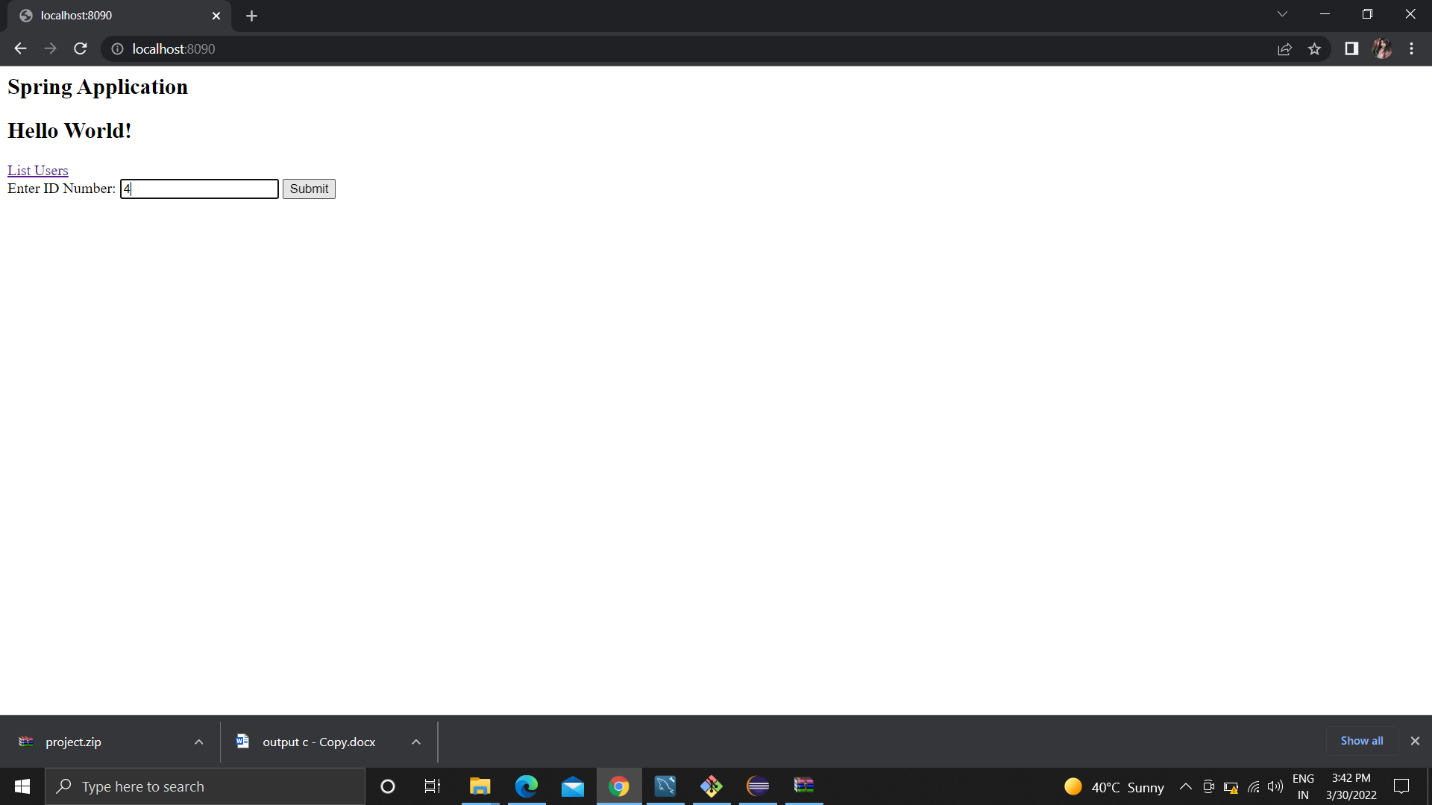 localhost:8090
localhost:8090
Spring Application
Hello World!
List Users
Enter ID Number: 4 Submit
project.zip
output c - Copy.docx
Show all
Type here to search
40°C Sunny
ENG
IN
3:42 PM
3/30/2022